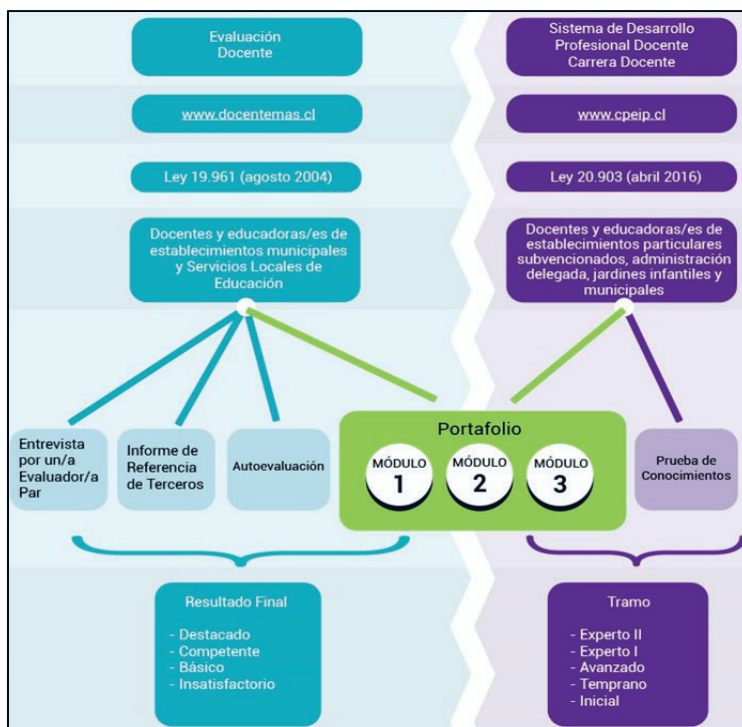 Evaluación
Docente
www.docentemas.cl
Ley 19.961 (agosto 2004)
Docentes y educadoras/es de
establecimientos municipales
y Servicios Locales de
Educación
Sistema de Desarrollo
Profesional Docente
Carrera Docente
www.cpeip.cl
Ley 20.903 (abril 2016)
Docentes y educadoras/es de
establecimientos particulares
subvencionados, administración
delegada, jardines infantiles y
municipales
Entrevista
por un/a
Evaluador/a
Par
Informe de
Referencia
de Terceros
Autoevaluación
Portafolio
MÓDULO
1
MÓDULO
2
MÓDULO
3
Prueba de
Conocimientos
Resultado Final
- Destacado
- Competente
- Básico
- Insatisfactorio
Tramo
- Experto II
- Experto I
- Avanzado
- Temprano
- Inicial